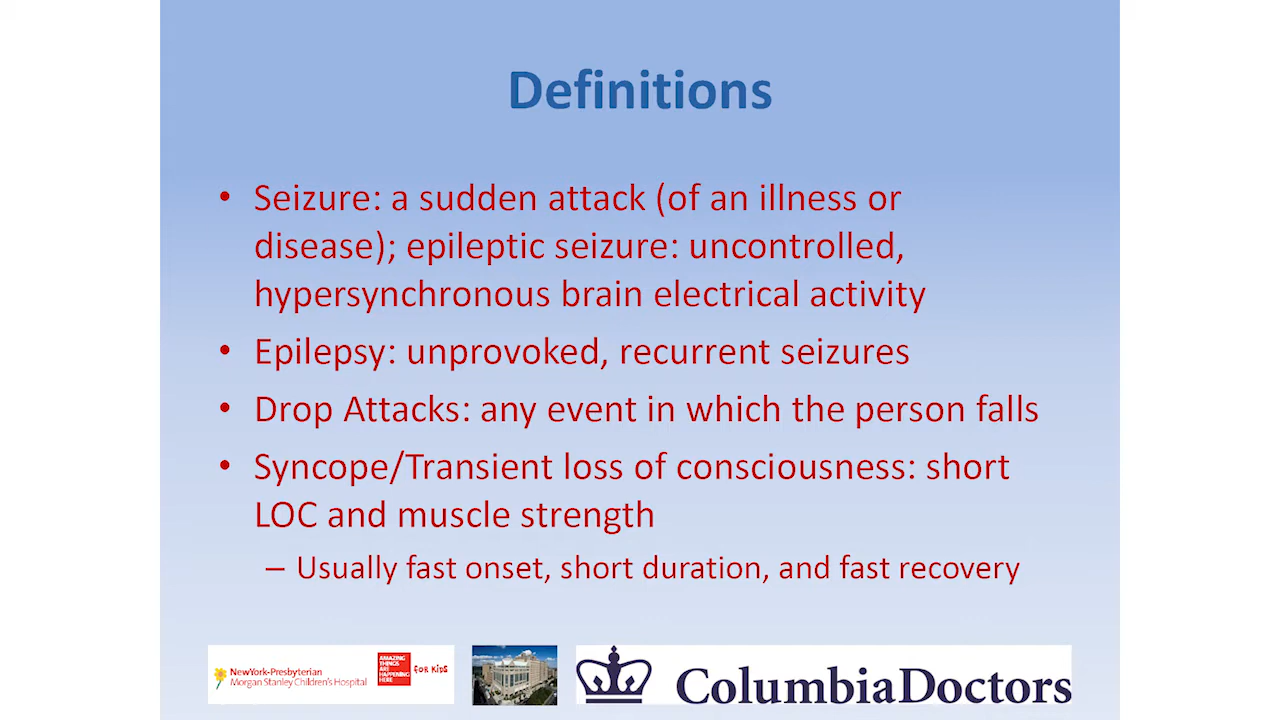 Definitions
• Seizure: a sudden attack (of an illness or
disease); epileptic seizure: uncontrolled,
hypersynchronous brain electrical activity
• Epilepsy: unprovoked, recurrent seizures
• Drop Attacks: any event in which the person falls
• Syncope/Transient loss of consciousness: short
LOC and muscle strength
– Usually fast onset, short duration, and fast recovery
NewYork-Presbyterian
Morgan Stanley Children's Hospital
AMAZING
THINGS
ARE
HAPPENING
HERE
FOR KIDS
ColumbiaDoctors